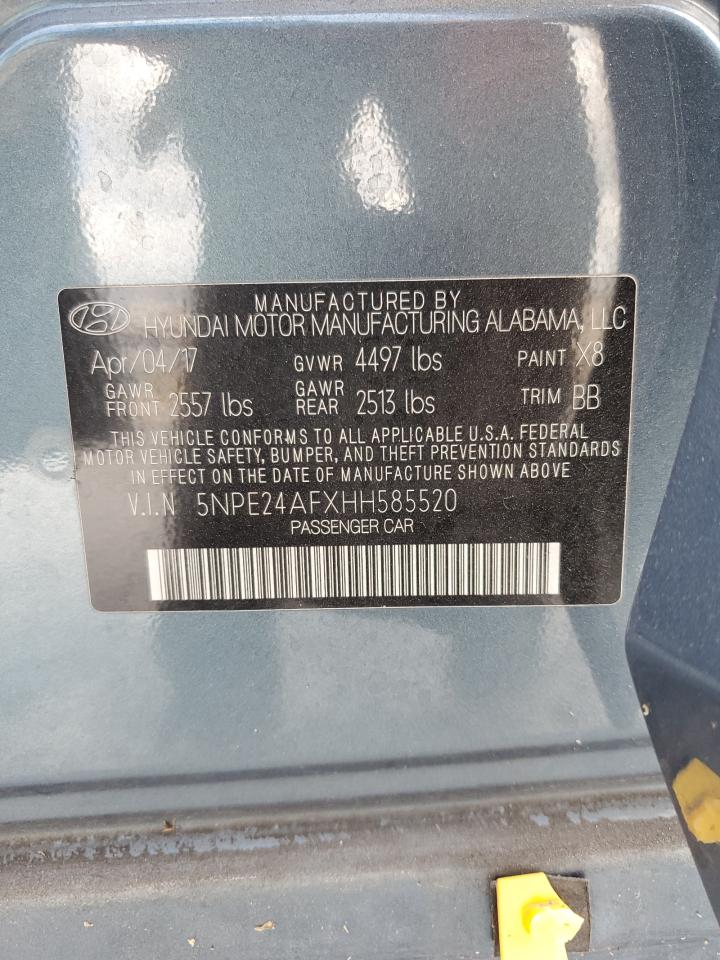 MANUFACTURED BY
HYUNDAI MOTOR MANUFACTURING ALABAMA, LLC
Apr/04/17 GVWR 4497 lbs PAINT X8
GAWR FRONT 2557 lbs GAWR REAR 2513 lbs TRIM BB
THIS VEHICLE CONFORMS TO ALL APPLICABLE U.S.A. FEDERAL
MOTOR VEHICLE SAFETY, BUMPER, AND THEFT PREVENTION STANDARDS
IN EFFECT ON THE DATE OF MANUFACTURE SHOWN ABOVE
V.I.N 5NPE24AFXHH585520
PASSENGER CAR